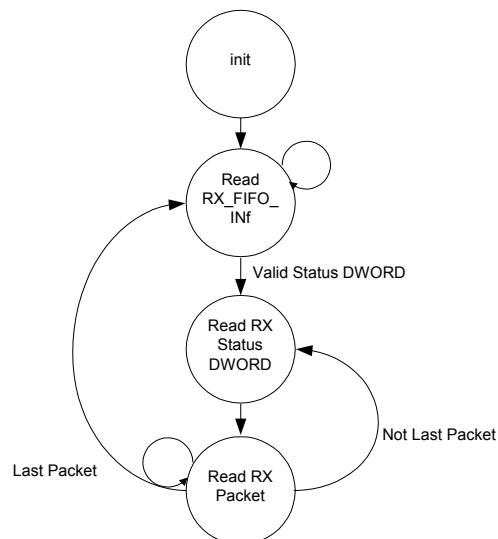 init
Read
RX_FIFO_
INf
Valid Status DWORD
Read RX
Status
DWORD
Not Last Packet
Last Packet
Read RX
Packet